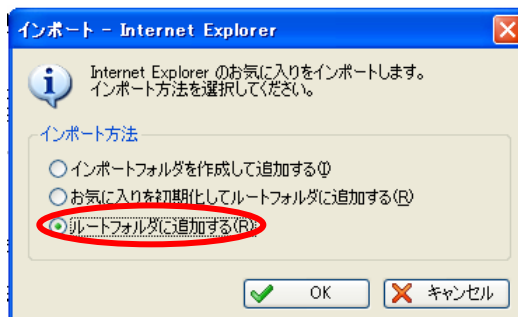 インポート - Internet Explorer
Internet Explorer のお気に入りをインポートします。
インポート方法を選択してください。
インポート方法
インポートフォルダを作成して追加する(I)
お気に入りを初期化してルートフォルダに追加する(R)
ルートフォルダに追加する(R)
OK
キャンセル